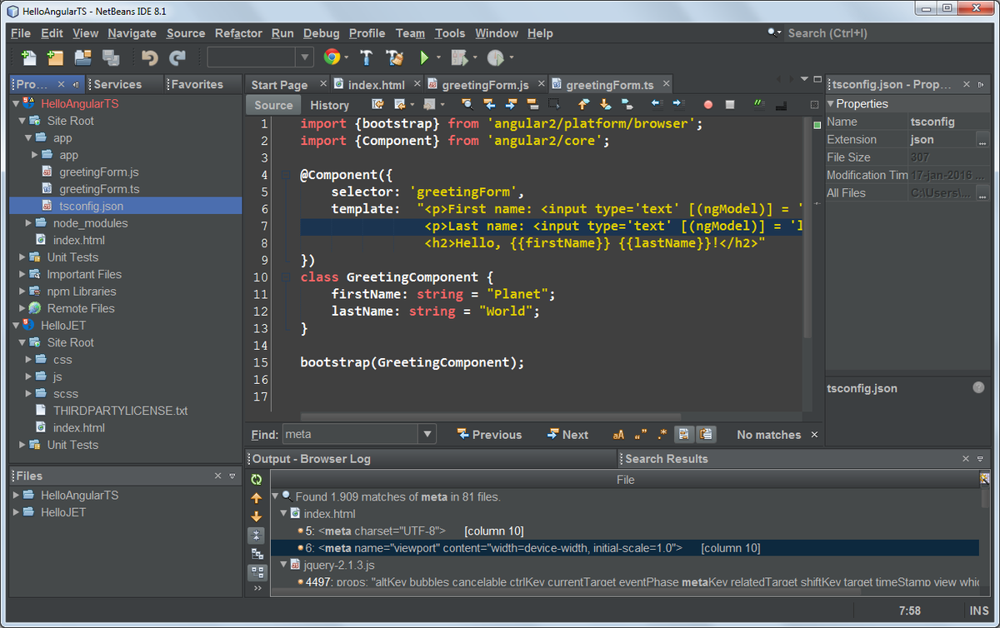 HelloAngularTS - NetBeans IDE 8.1
File Edit View Navigate Source Refactor Run Debug Profile Team Tools Window Help
Search (Ctrl+I)
Pro...
Services
Favorites
HelloAngularTS
Site Root
app
app
greetingForm.js
greetingForm.ts
tsconfig.json
node_modules
index.html
Unit Tests
Important Files
npm Libraries
Remote Files
HelloJET
Site Root
css
js
scss
THIRDPARTYLICENSE.txt
index.html
Unit Tests
Files
HelloAngularTS
HelloJET
Start Page index.html greetingForm.js greetingForm.ts
Source History
1 import {bootstrap} from 'angular2/platform/browser';
2 import {Component} from 'angular2/core';
3
4 @Component({
5 selector: 'greetingForm',
6 template: "<p>First name: <input type='text' [(ngModel)] = '
7 <p>Last name: <input type='text' [(ngModel)] = 'l
8 <h2>Hello, {{firstName}} {{lastName}}!</h2>"
9 })
10 class GreetingComponent {
11 firstName: string = "Planet";
12 lastName: string = "World";
13 }
14
15 bootstrap(GreetingComponent);
16
17
Find: meta Previous Next aA No matches
Output - Browser Log
Search Results
File
Found 1.909 matches of meta in 81 files.
index.html
5: <meta charset="UTF-8"> [column 10]
6: <meta name="viewport" content="width=device-width, initial-scale=1.0"> [column 10]
jquery-2.1.3.js
4497: props: "altKey bubbles cancelable ctrlKey currentTarget eventPhase metaKey relatedTarget shiftKey target timeStamp view whic
tsconfig.json - Prop...
Properties
Name tsconfig
Extension json ...
File Size 307
Modification Tim 17-jan-2016 ...
All Files C:\Users\... ...
tsconfig.json
7:58 INS